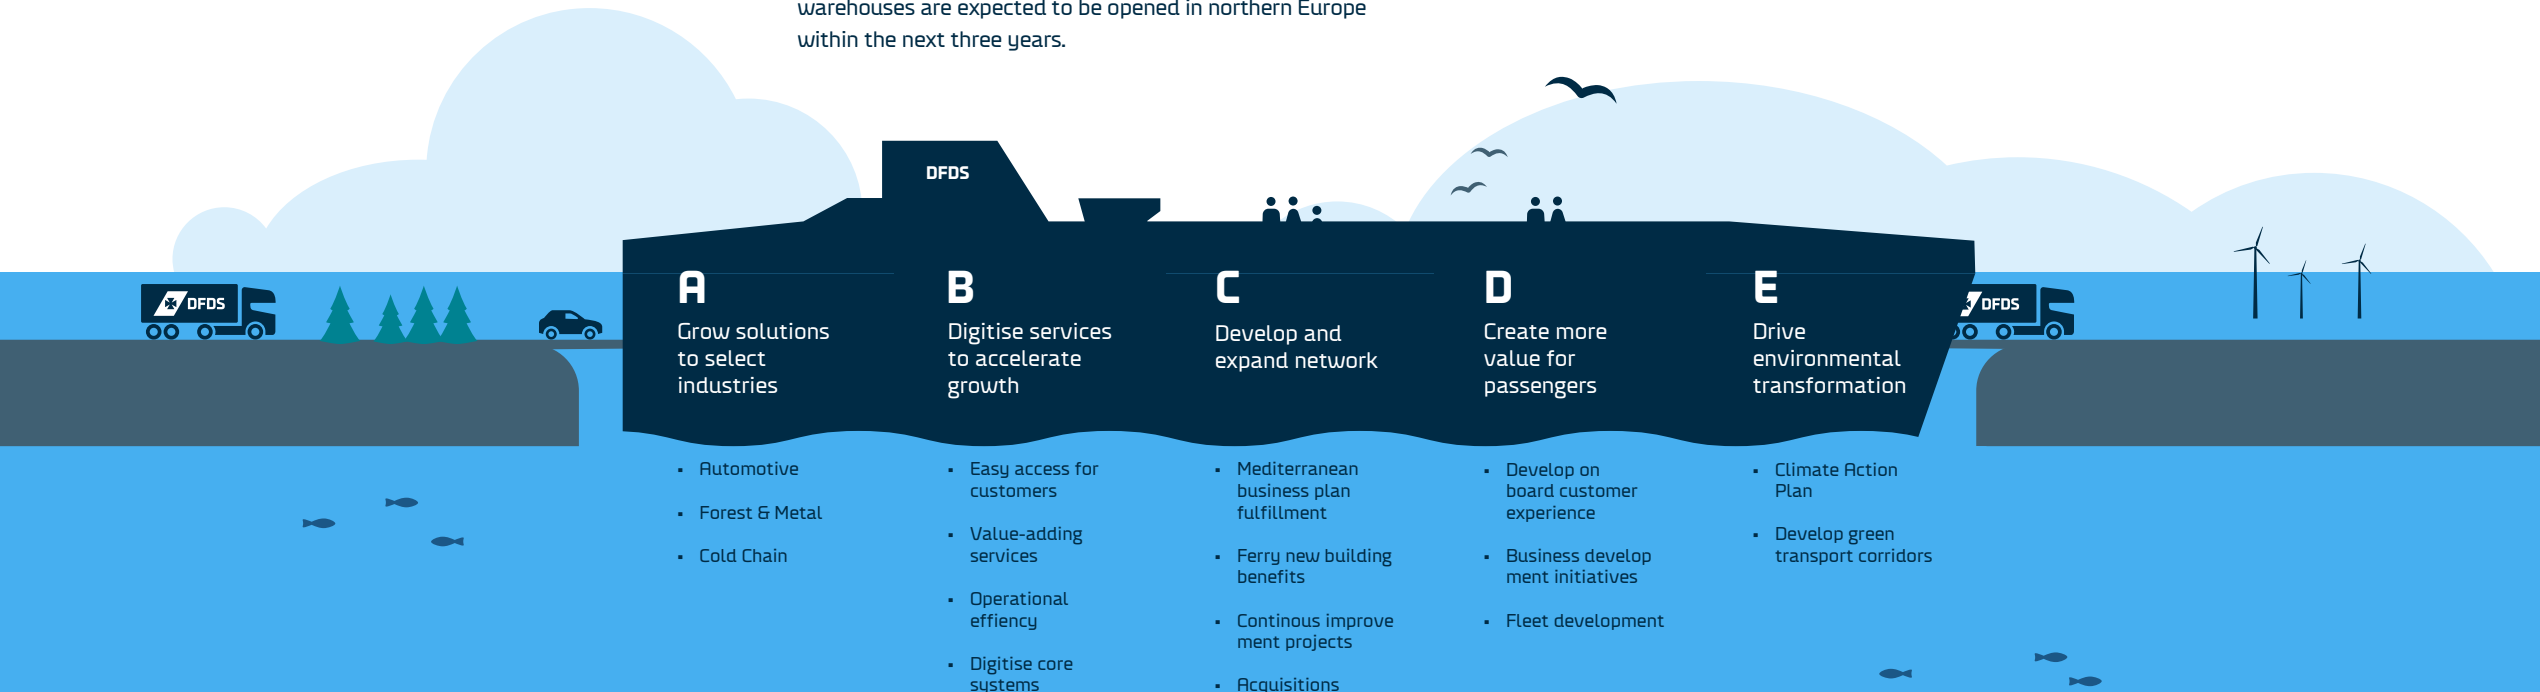 warehouses are expected to be opened in northern Europe
within the next three years.
DFDS
DFDS
DFDS
A
Grow solutions
to select
industries
▪ Automotive
▪ Forest & Metal
▪ Cold Chain
B
Digitise services
to accelerate
growth
▪ Easy access for
customers
▪ Value-adding
services
▪ Operational
effiency
▪ Digitise core
systems
C
Develop and
expand network
▪ Mediterranean
business plan
fulfillment
▪ Ferry new building
benefits
▪ Continous improve
ment projects
▪ Acquisitions
D
Create more
value for
passengers
▪ Develop on
board customer
experience
▪ Business develop
ment initiatives
▪ Fleet development
E
Drive
environmental
transformation
▪ Climate Action
Plan
▪ Develop green
transport corridors